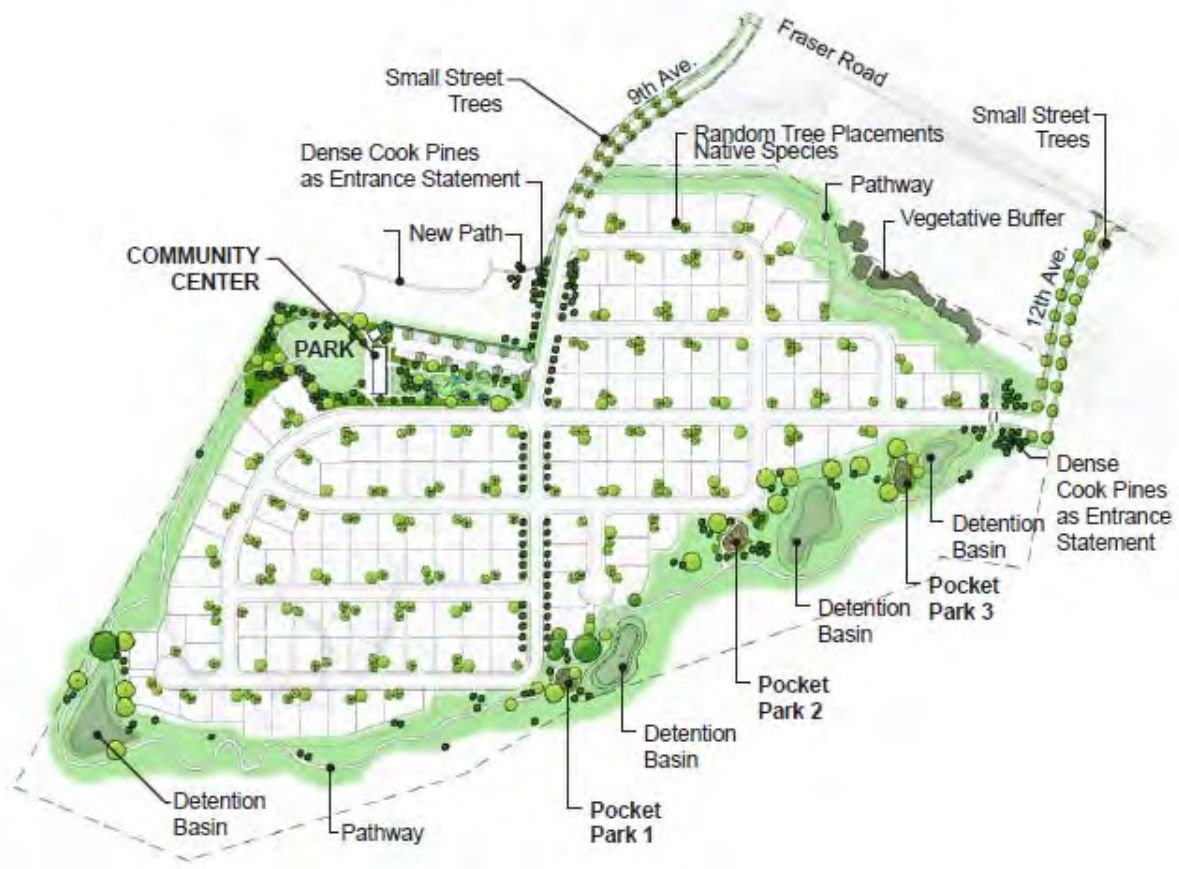 Fraser Road
9th Ave.
Small Street
Trees
Small Street
Trees
Random Tree Placements
Native Species
Dense Cook Pines
as Entrance Statement
Pathway
Vegetative Buffer
New Path
COMMUNITY
CENTER
12th Ave.
PARK
Dense
Cook Pines
as Entrance
Statement
Detention
Basin
Pocket
Park 3
Detention
Basin
Pocket
Park 2
Detention
Basin
Pocket
Park 1
Detention
Basin
Pathway